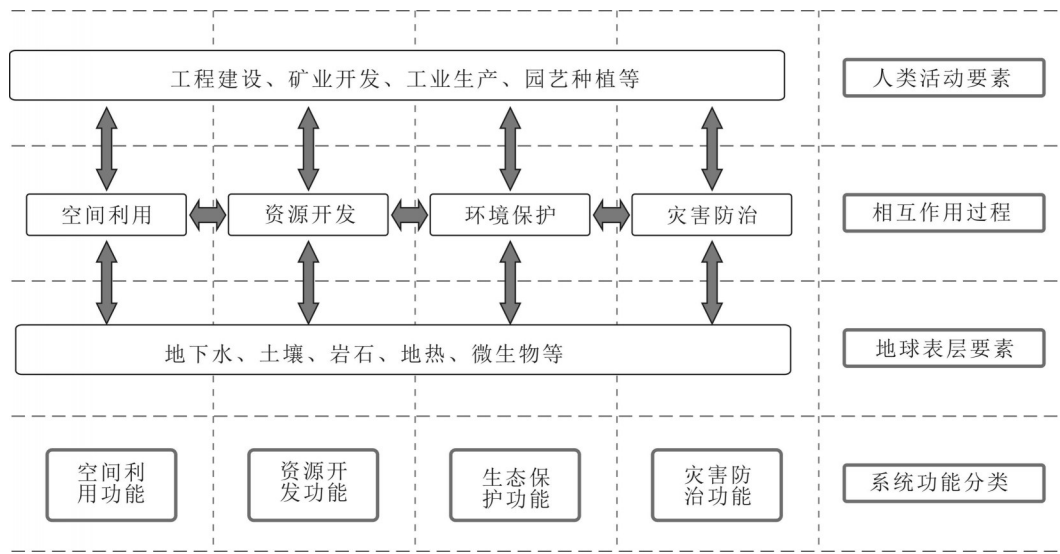 工程建设、矿业开发、工业生产、园艺种植等
人类活动要素
空间利用
资源开发
环境保护
灾害防治
相互作用过程
地下水、土壤、岩石、地热、微生物等
地球表层要素
空间利
用功能
资源开
发功能
生态保
护功能
灾害防
治功能
系统功能分类